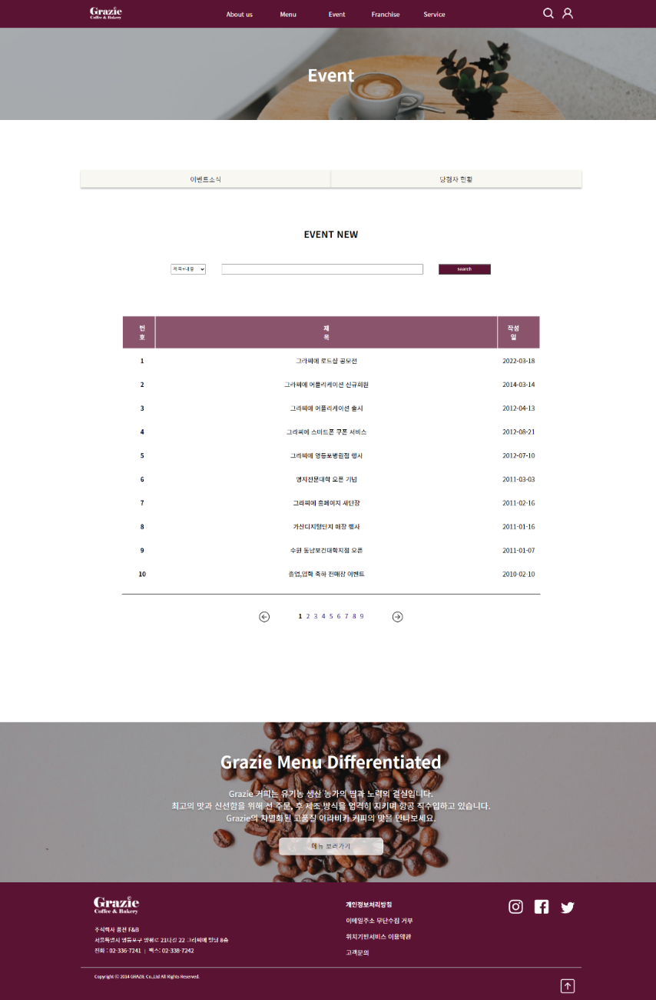 Grazie
Coffee & Bakery
About us Menu Event Franchise Service
Event
이벤트소식 당첨자 현황
EVENT NEW
제목+내용 search
번호 제목 작성일
1 그라찌에 로드샵 공모전 2022-03-18
2 그라찌에 어플리케이션 신규회원 2014-03-14
3 그라찌에 어플리케이션 출시 2012-04-13
4 그라찌에 스마트폰 쿠폰 서비스 2012-08-21
5 그라찌에 영등포병원점 행사 2012-07-10
6 명지전문대학 오픈 기념 2011-03-03
7 그라찌에 홈페이지 새단장 2011-02-16
8 가산디지털단지 매장 행사 2011-01-16
9 수원 동남보건대학지점 오픈 2011-01-07
10 졸업,입학 축하 전매장 이벤트 2010-02-10
1 2 3 4 5 6 7 8 9
Grazie Menu Differentiated
Grazie 커피는 유기농 생산 농가의 땀과 노력의 결실입니다.
최고의 맛과 신선함을 위해 선 주문, 후 제조 방식을 엄격히 지키며 항공 직수입하고 있습니다.
Grazie의 차별화된 고품질 아라비카 커피의 맛을 만나보세요.
메뉴 보러가기
Grazie
Coffee & Bakery
주식회사 풍전 F&B
서울특별시 영등포구 양평로 21다길 22 그라찌에 빌딩 8층
전화 : 02-336-7241 | 팩스: 02-338-7242
개인정보처리방침
이메일주소 무단수집 거부
위치기반서비스 이용약관
고객문의
Copyright ⓒ 2014 GRAZIE Co.,Ltd All Rights Reserved.